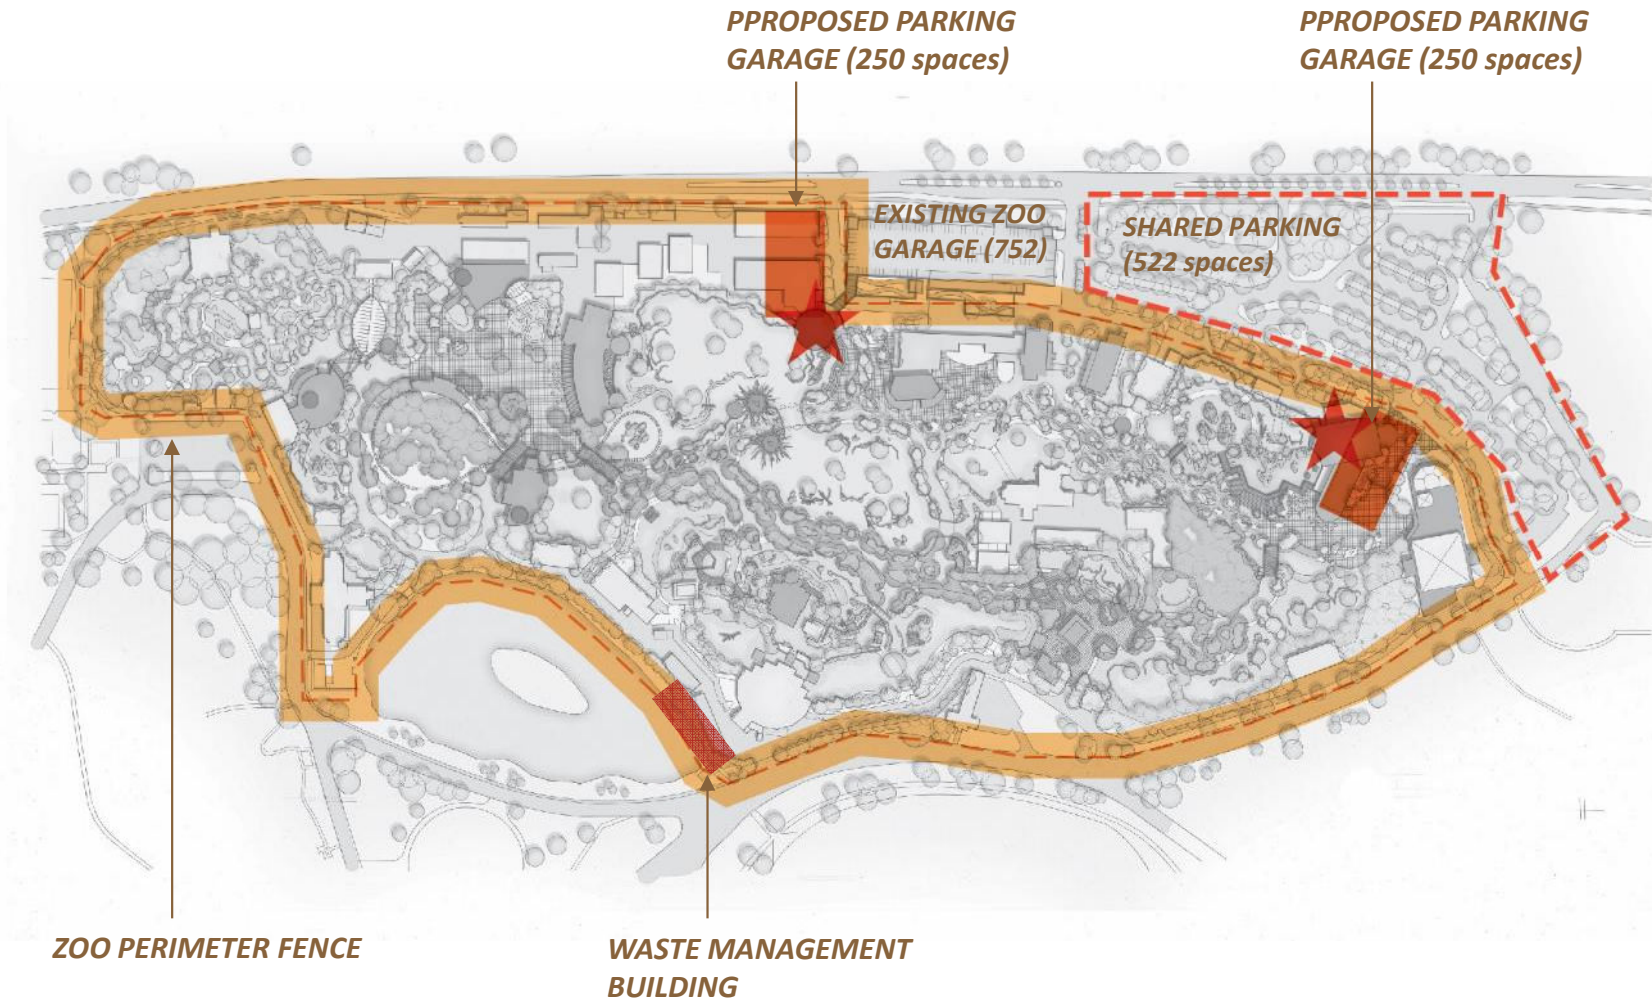 PPROPOSED PARKING
GARAGE (250 spaces)
PPROPOSED PARKING
GARAGE (250 spaces)
EXISTING ZOO
GARAGE (752)
SHARED PARKING
(522 spaces)
ZOO PERIMETER FENCE
WASTE MANAGEMENT
BUILDING